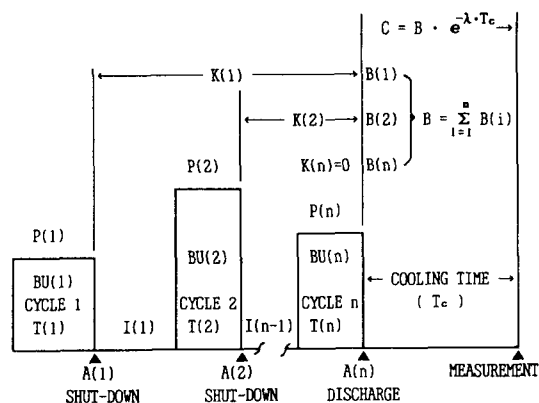 C = B · e^-λ·Tc
K(1) B(1)
K(2) B(2) B = Σ B(i)
n
i=1
P(2) K(n)=0 B(n)
P(1) P(n)
BU(1) BU(2) BU(n)
CYCLE 1 CYCLE 2 CYCLE n COOLING TIME
T(1) I(1) T(2) I(n-1) T(n) ( Tc )
A(1) A(2) A(n) MEASUREMENT
SHUT-DOWN SHUT-DOWN DISCHARGE